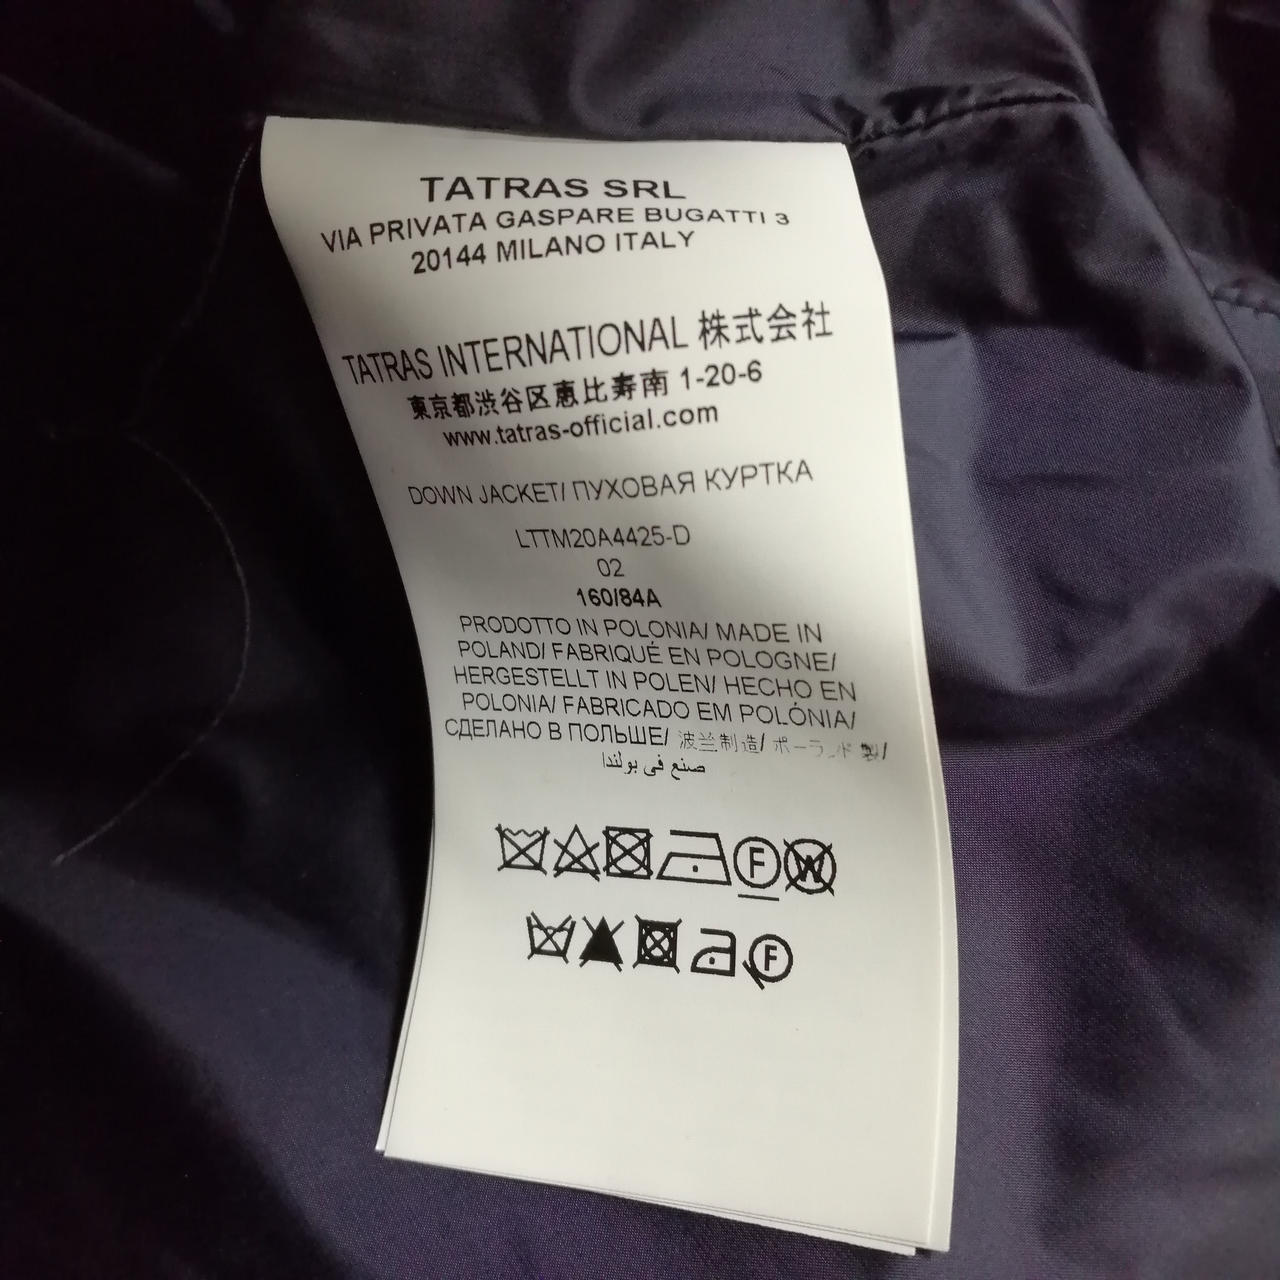 TATRAS SRL
VIA PRIVATA GASPARE BUGATTI 3
20144 MILANO ITALY
TATRAS INTERNATIONAL 株式会社
東京都渋谷区恵比寿南 1-20-6
www.tatras-official.com
DOWN JACKET/ ПУХОВАЯ КУРТКА
LTTM20A4425-D
02
160/84A
PRODOTTO IN POLONIA/ MADE IN
POLAND/ FABRIQUÉ EN POLOGNE/
HERGESTELLT IN POLEN/ HECHO EN
POLONIA/ FABRICADO EM POLÓNIA/
СДЕЛАНО В ПОЛЬШЕ/ 波兰制造/ ポーランド製/
صنع في بولندا
F W
F